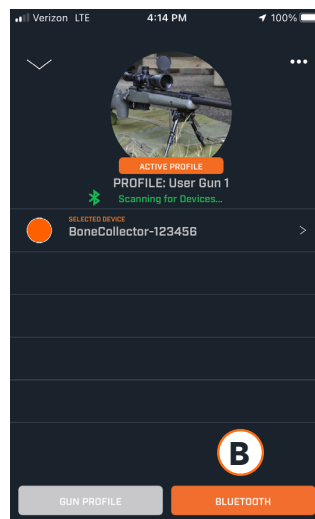 Verizon LTE 4:14 PM 100%
ACTIVE PROFILE
PROFILE: User Gun 1
Scanning for Devices...
SELECTED DEVICE
BoneCollector-123456
B
GUN PROFILE BLUETOOTH